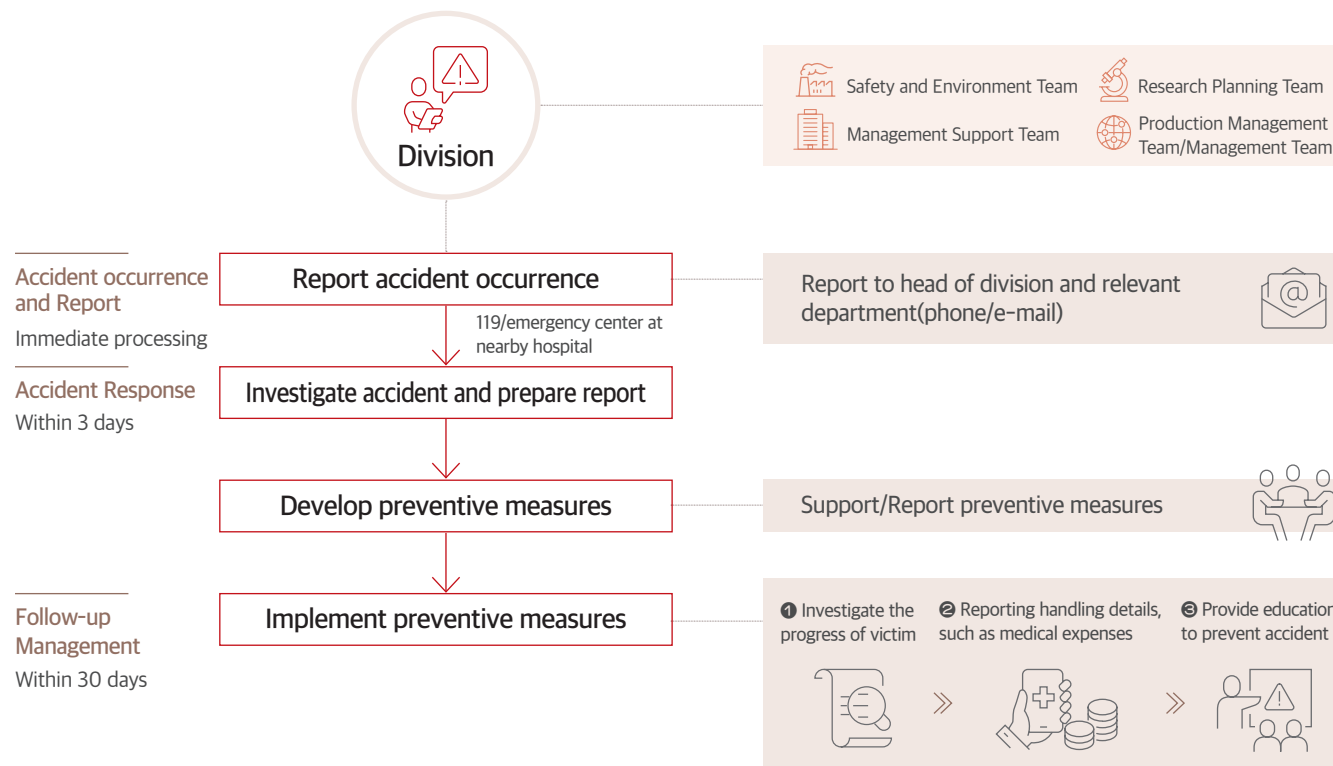 Division
Safety and Environment Team
Research Planning Team
Management Support Team
Production Management
Team/Management Team
Accident occurrence
and Report
Immediate processing
Report accident occurrence
Report to head of division and relevant
department(phone/e-mail)
@
119/emergency center at
nearby hospital
Accident Response
Within 3 days
Investigate accident and prepare report
Develop preventive measures
Support/Report preventive measures
Follow-up
Management
Within 30 days
Implement preventive measures
❶ Investigate the
progress of victim
❷ Reporting handling details,
such as medical expenses
❸ Provide education
to prevent accident